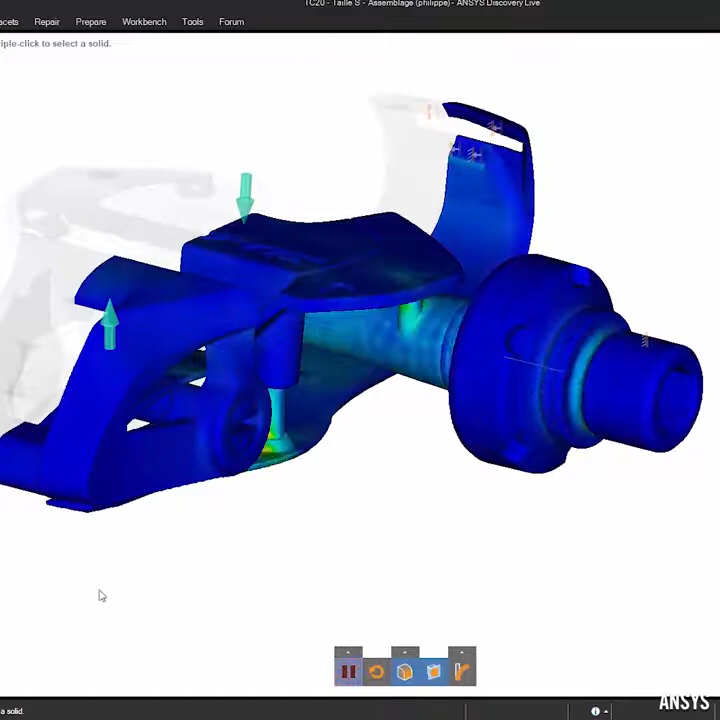 TC20 - Taille S - Assemblage (philippe) - ANSYS Discovery Live
acets Repair Prepare Workbench Tools Forum
iple-click to select a solid.
a solid.
ANSYS